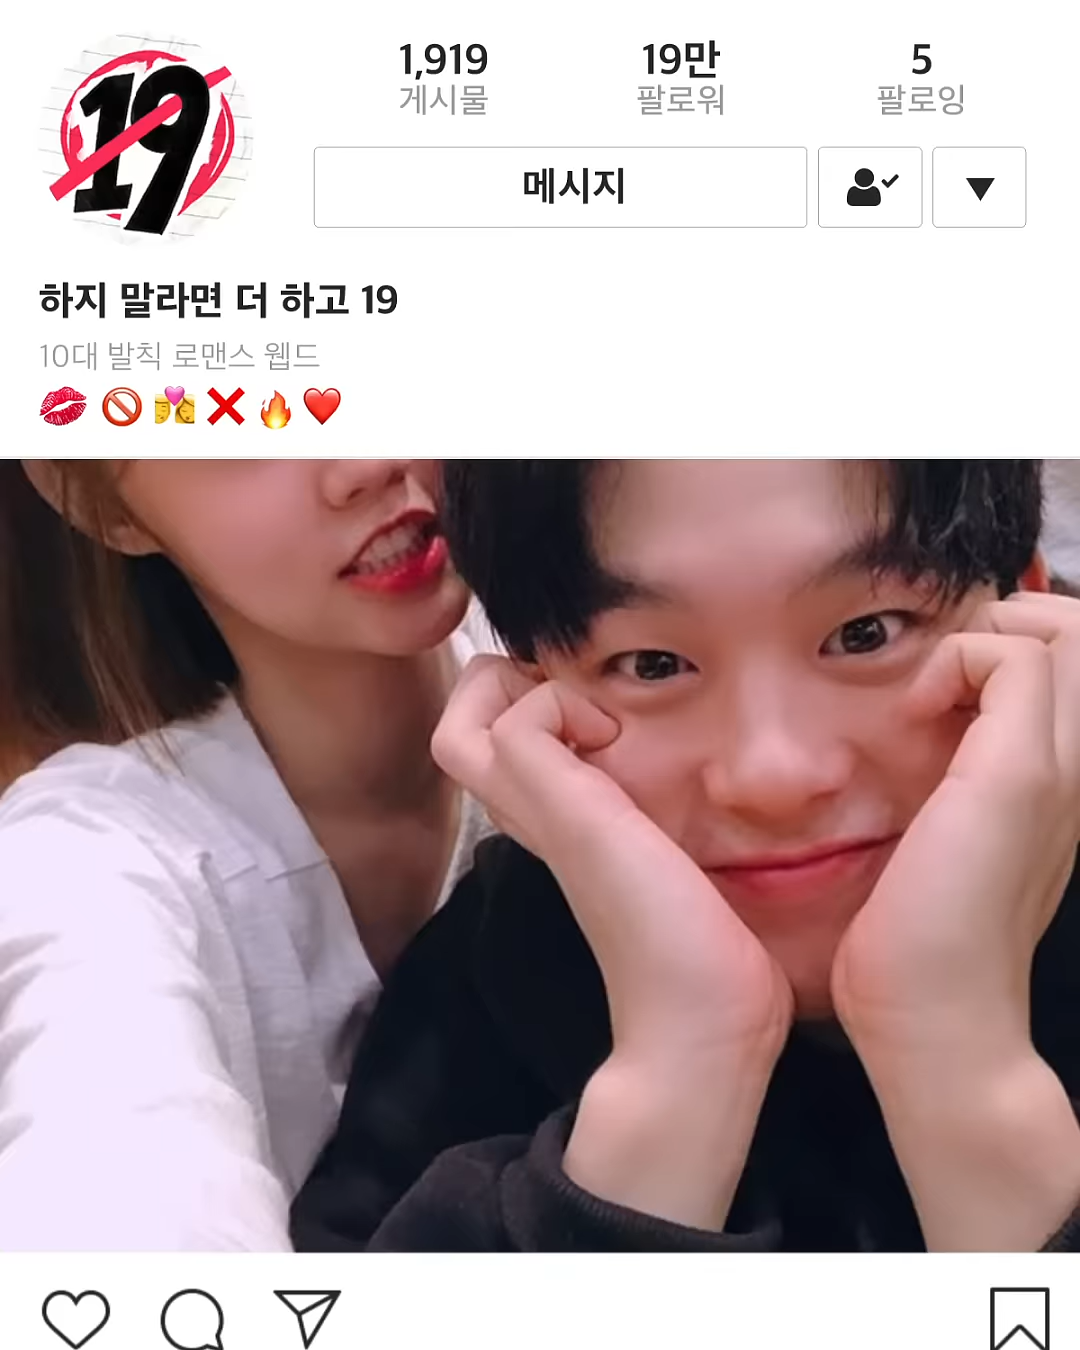 19
1,919
19만
5
게시물
팔로워
팔로잉
메시지
하지 말라면 더 하고 19
10대 발칙 로맨스 웹드